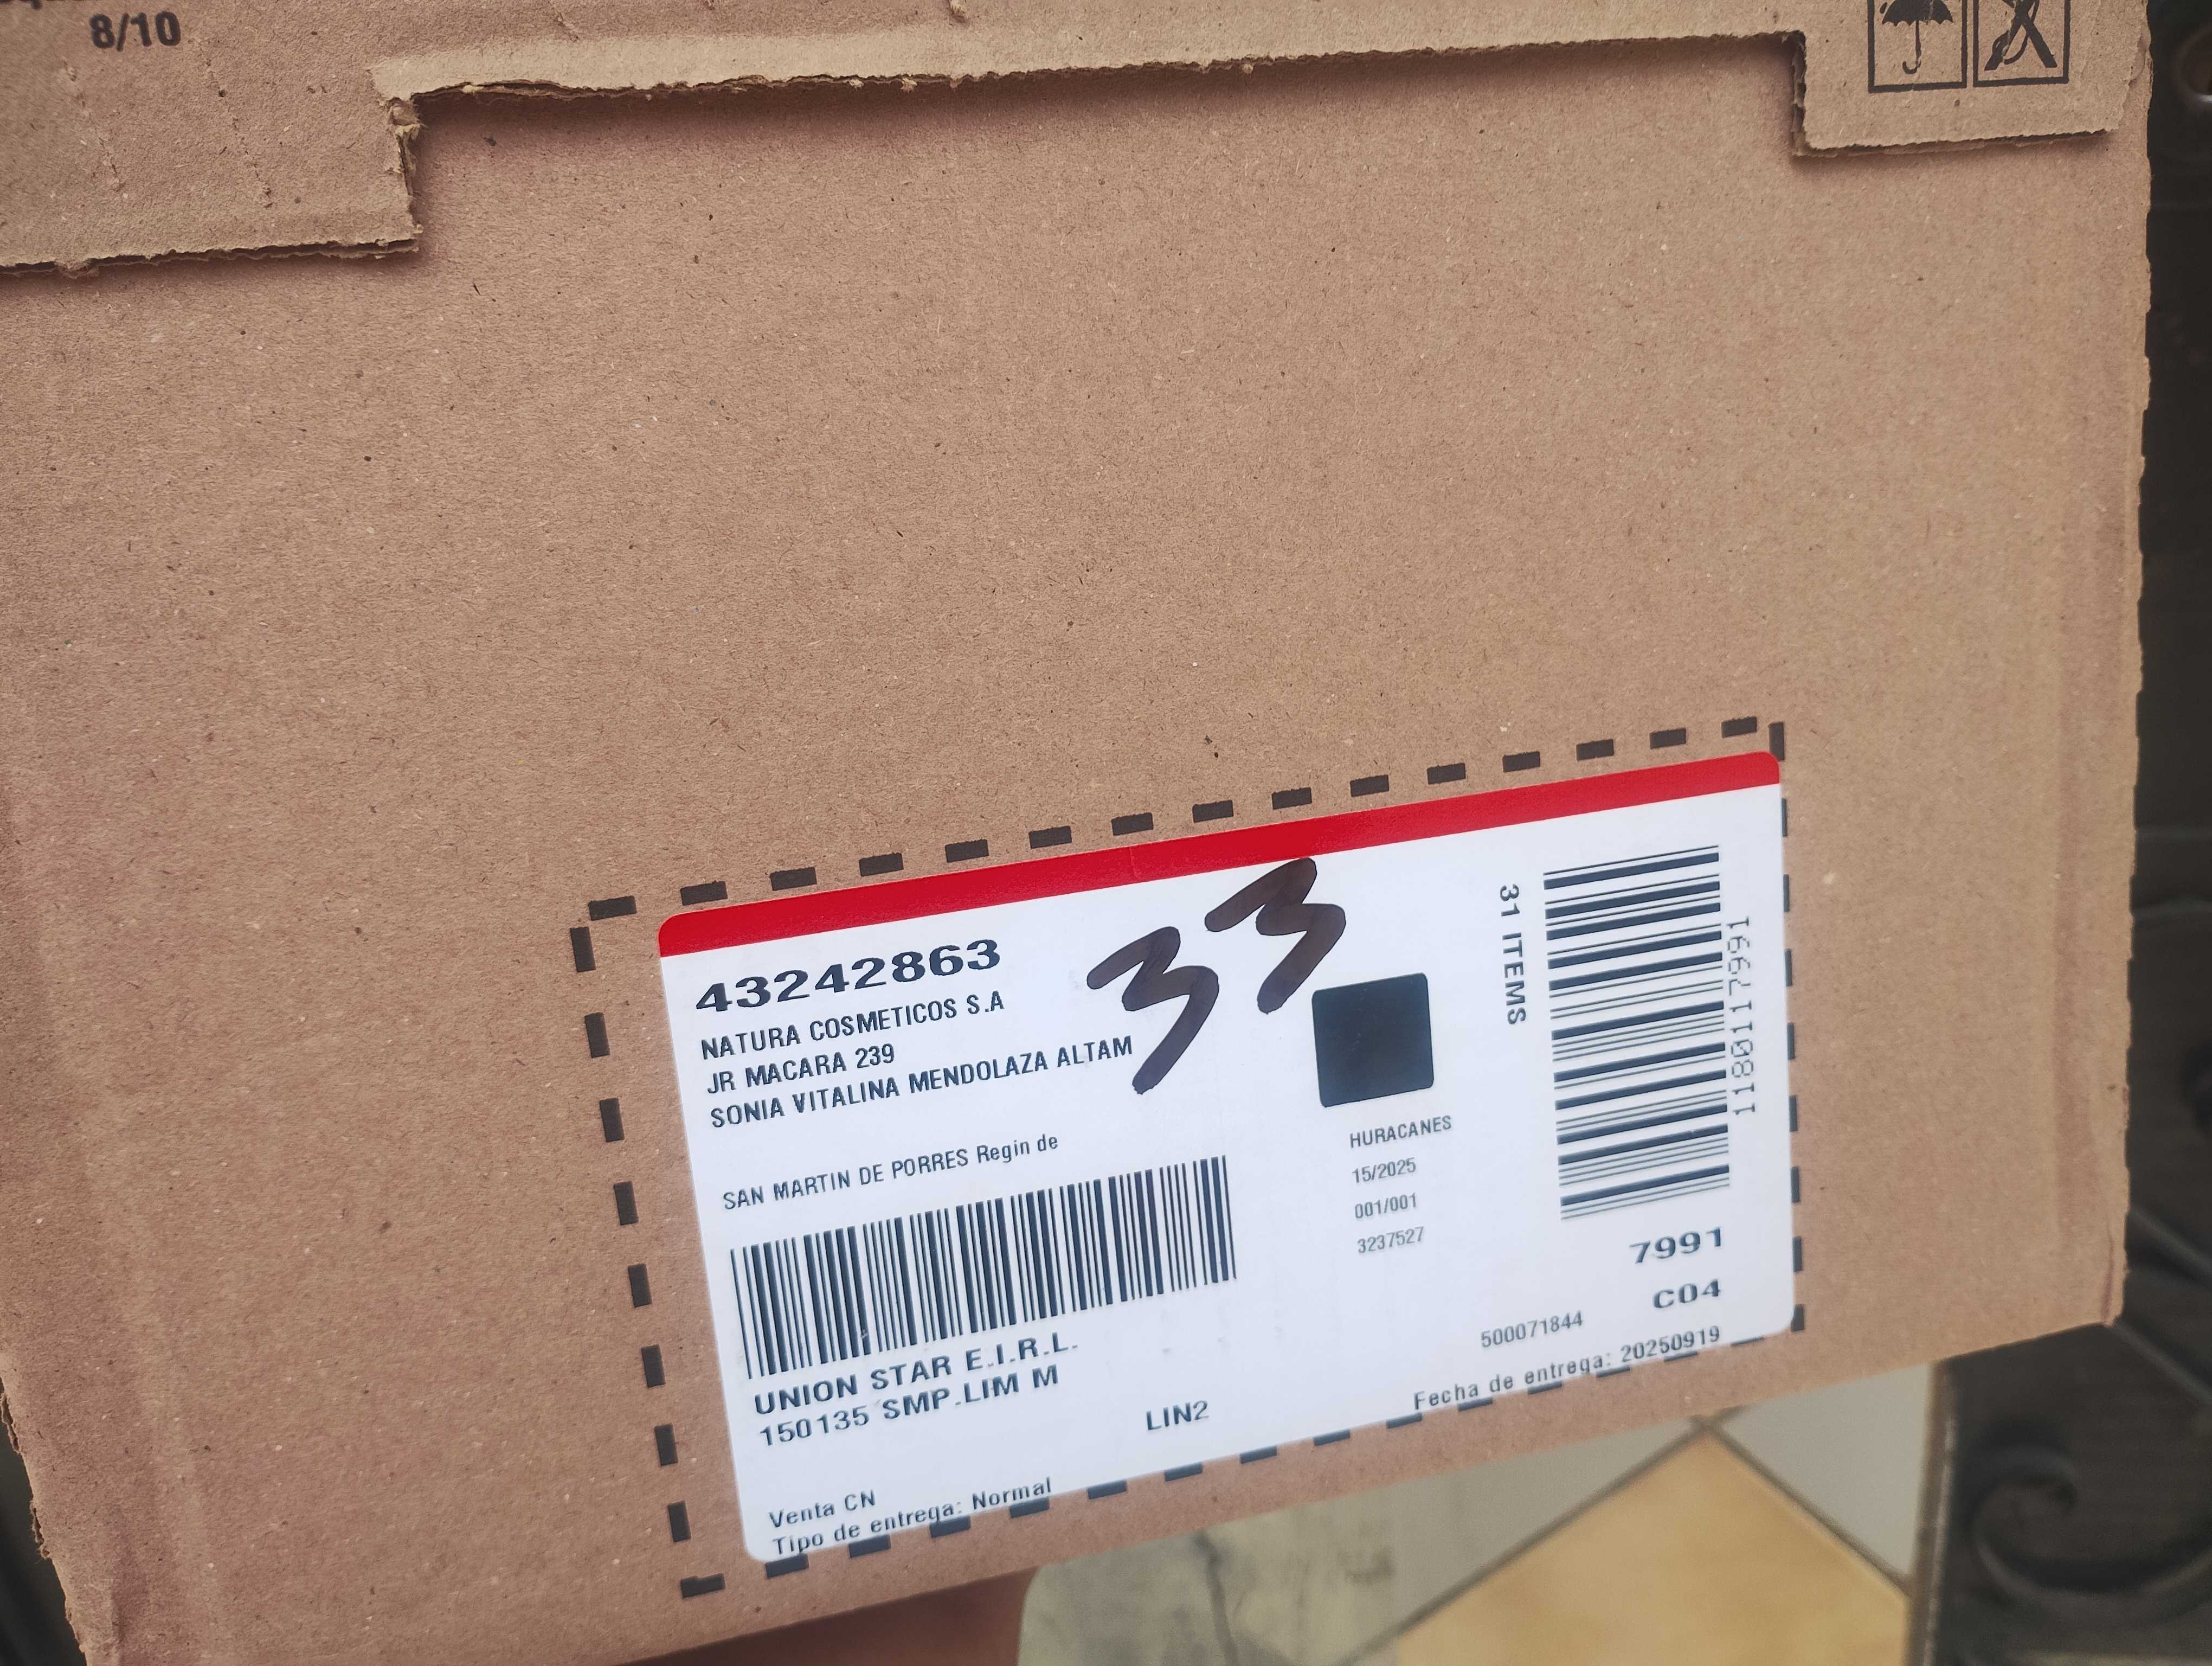 8/10
33
43242863
NATURA COSMETICOS S.A
JR MACARA 239
SONIA VITALINA MENDOLAZA ALTAM
SAN MARTIN DE PORRES Regin de
UNION STAR E.I.R.L.
150135 SMP.LIM M
LIN2
Venta CN
Tipo de entrega: Normal
HURACANES
15/2025
001/001
3237527
31 ITEMS
1180117991
7991
C04
500071844
Fecha de entrega: 20250919